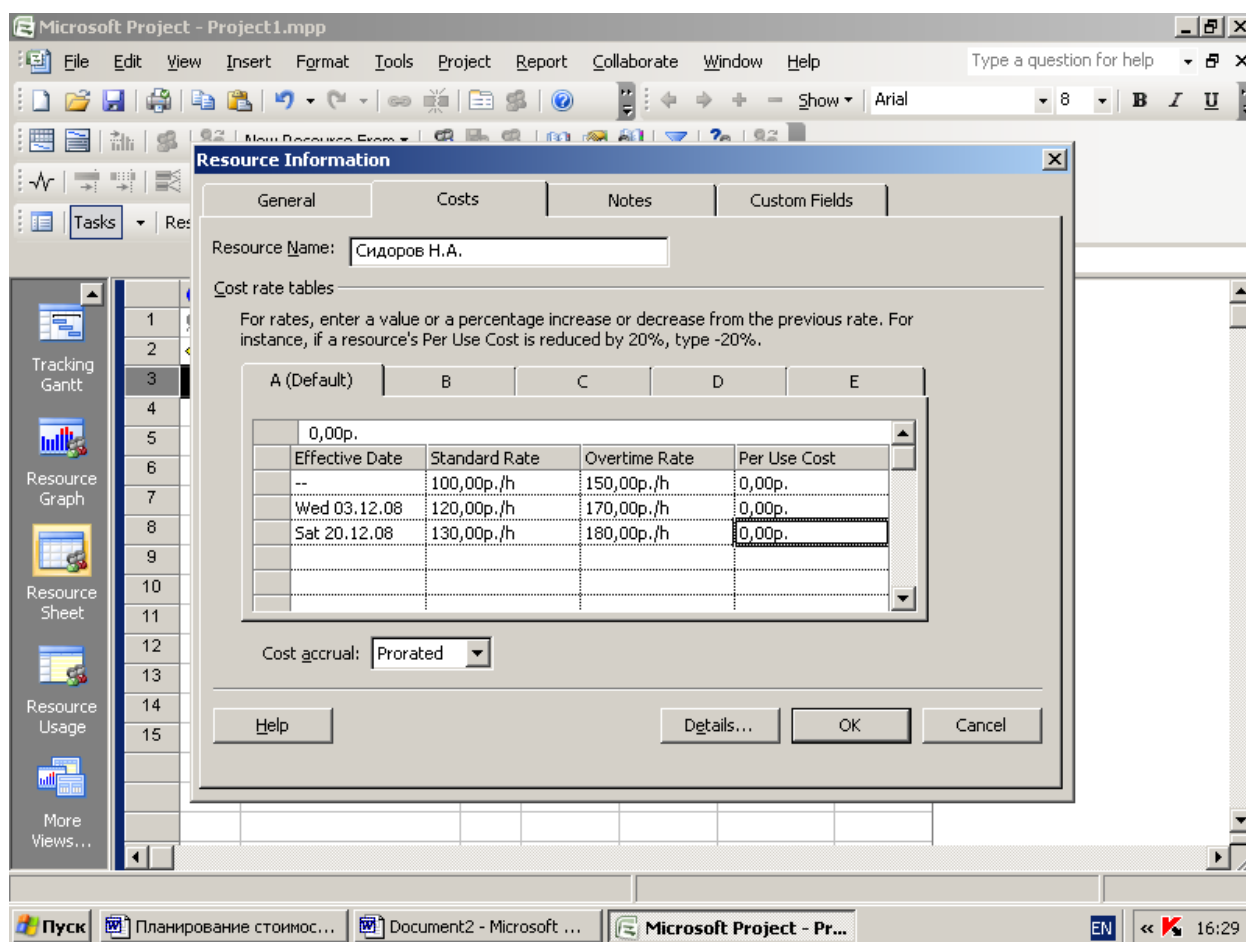 Microsoft Project - Project1.mpp
File Edit View Insert Format Tools Project Report Collaborate Window Help Type a question for help
Show Arial 8 B I U
New Resource From
Resource Information
General Costs Notes Custom Fields
Tasks
Resource Name: Сидоров Н.А.
Cost rate tables
For rates, enter a value or a percentage increase or decrease from the previous rate. For
instance, if a resource's Per Use Cost is reduced by 20%, type -20%.
A (Default) B C D E
0,00р.
Effective Date Standard Rate Overtime Rate Per Use Cost
-- 100,00р./h 150,00р./h 0,00р.
Wed 03.12.08 120,00р./h 170,00р./h 0,00р.
Sat 20.12.08 130,00р./h 180,00р./h 0,00р.
Cost accrual: Prorated
Help Details... OK Cancel
Tracking
Gantt
Resource
Graph
Resource
Sheet
Resource
Usage
More
Views...
1
2
3
4
5
6
7
8
9
10
11
12
13
14
15
Пуск Планирование стоимос... Document2 - Microsoft ... Microsoft Project - Pr... EN « 16:29